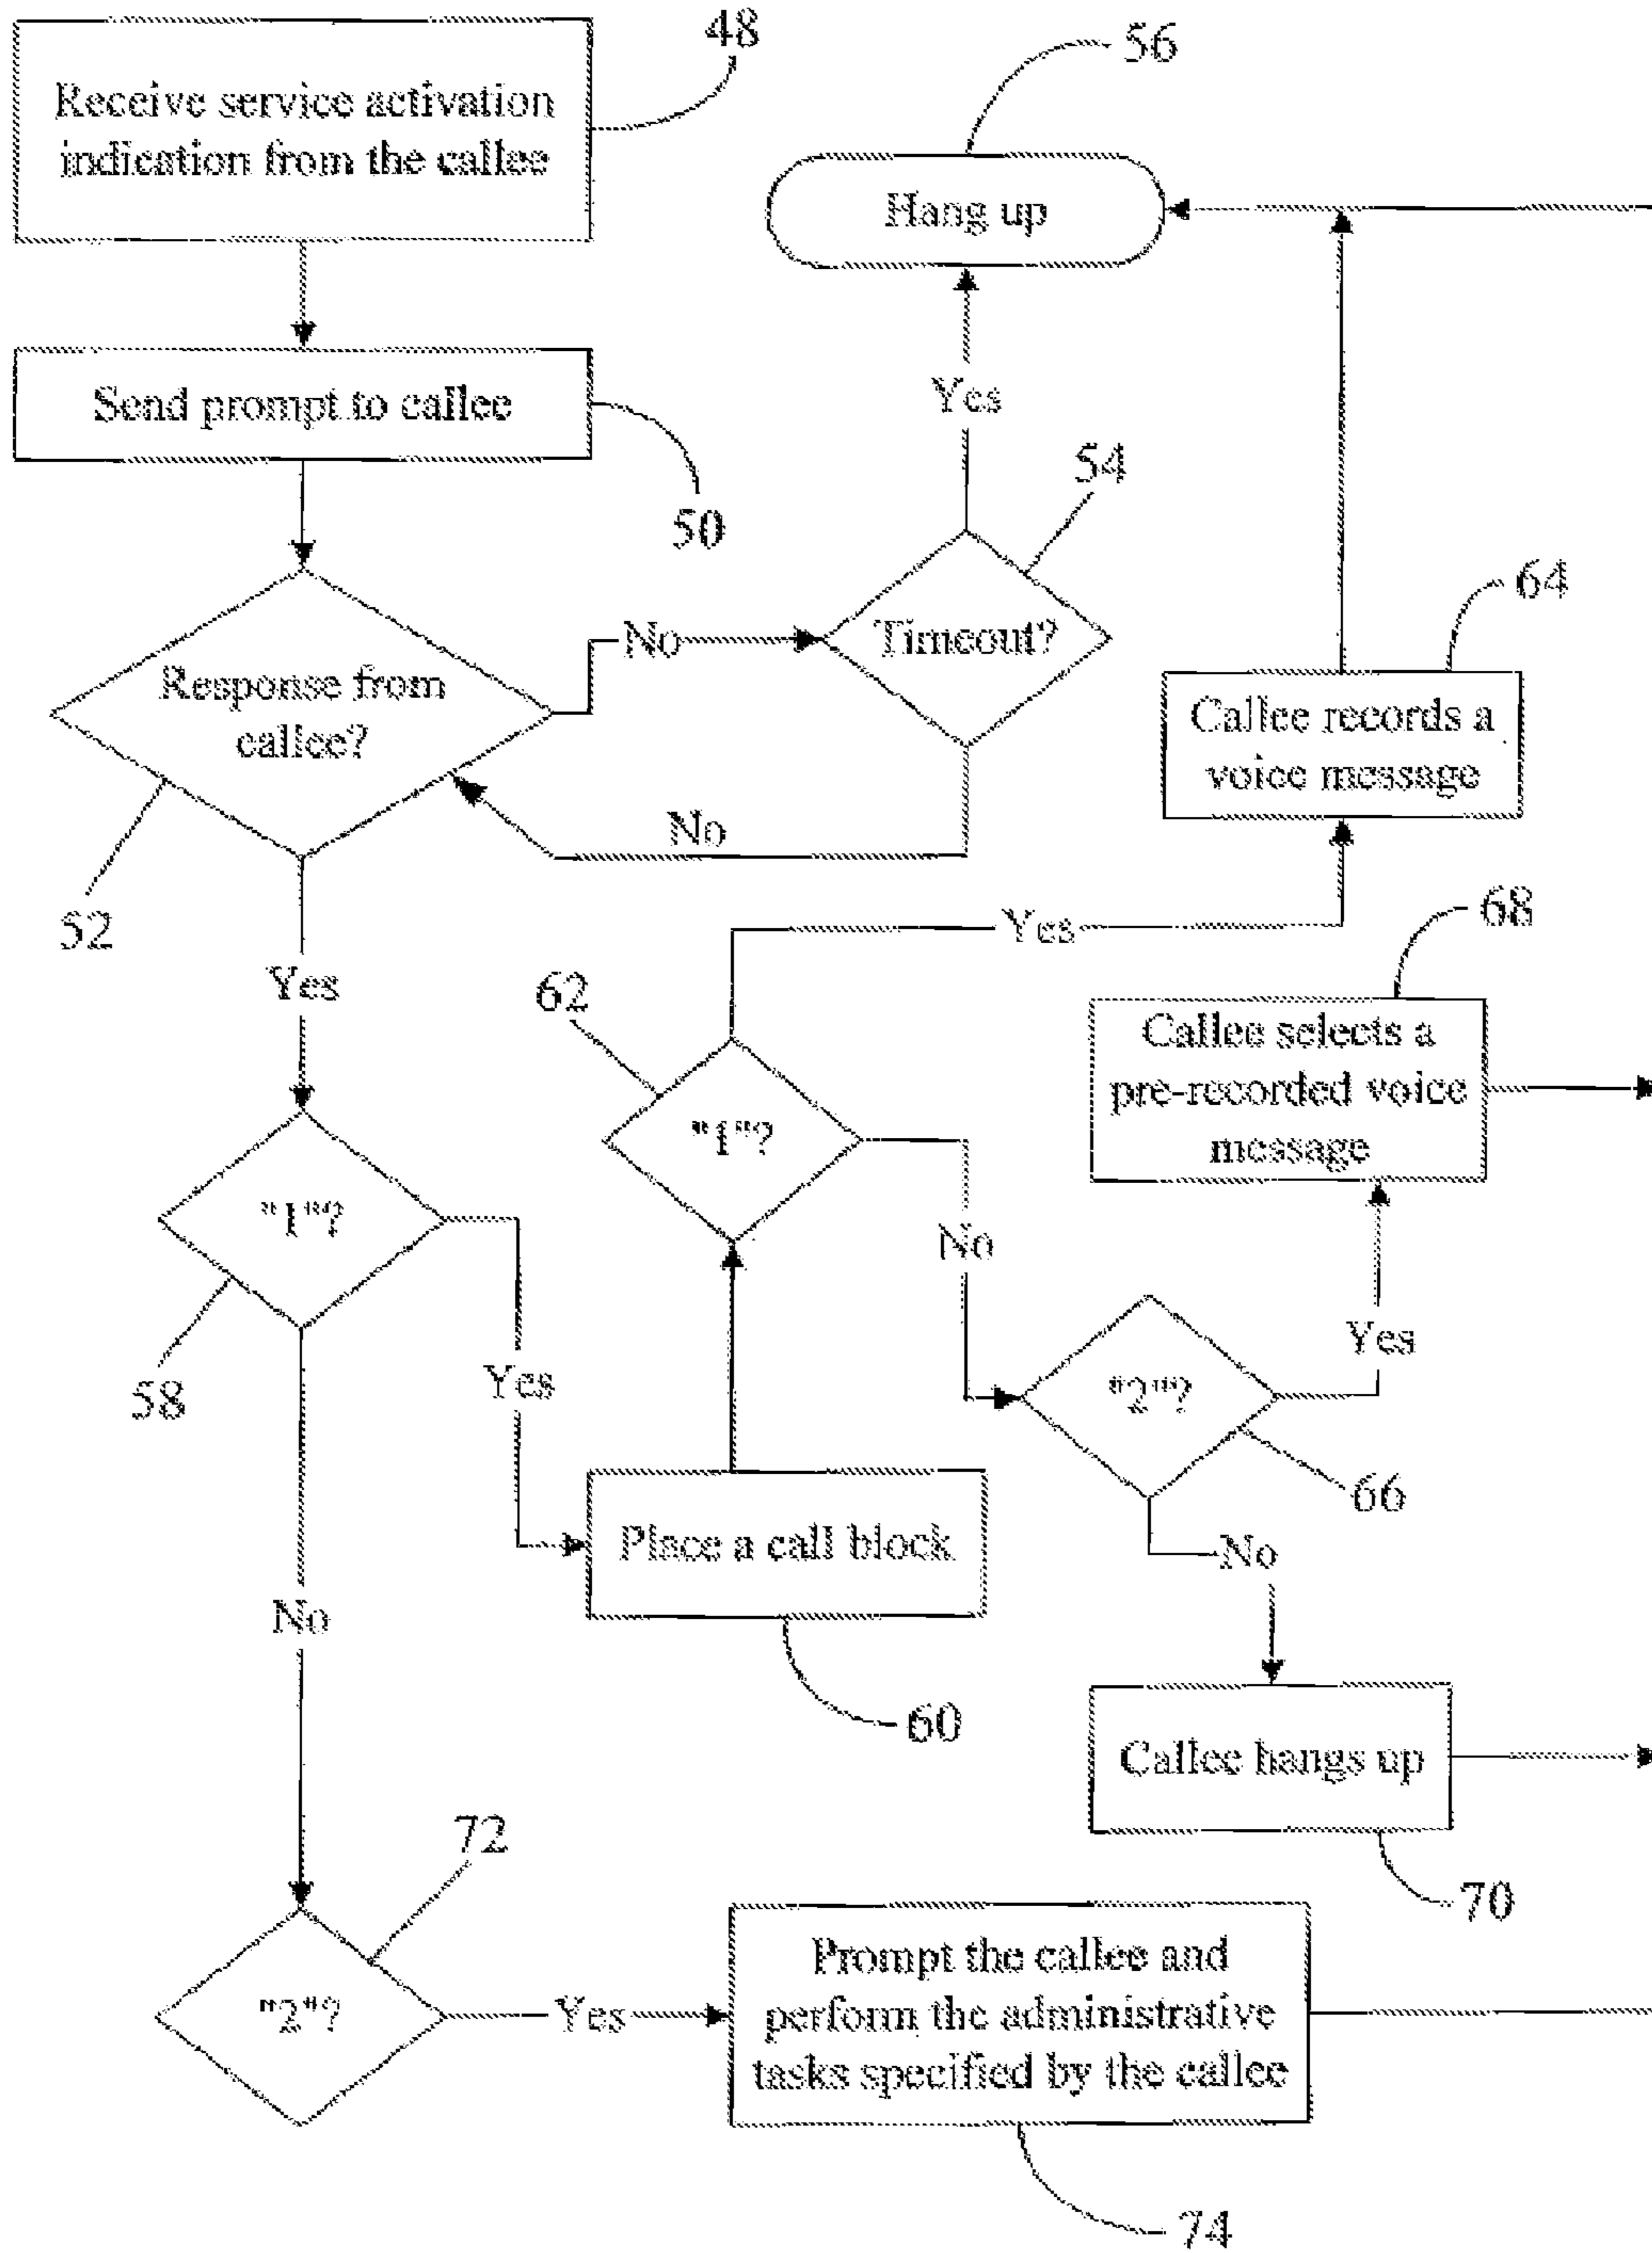 48
56
Receive service activation
indication from the callee
Hang up
Send prompt to callee
Yes
50
54
64
No
Timeout?
Response from
callee?
Callee records a
voice message
No
52
Yes
68
Yes
62
Callee selects a
pre-recorded voice
message
"1"?
"1"?
No
58
Yes
Yes
"2"?
66
Place a call block
No
No
60
Callee hangs up
72
70
Prompt the callee and
perform the administrative
tasks specified by the callee
"2"?
Yes
74